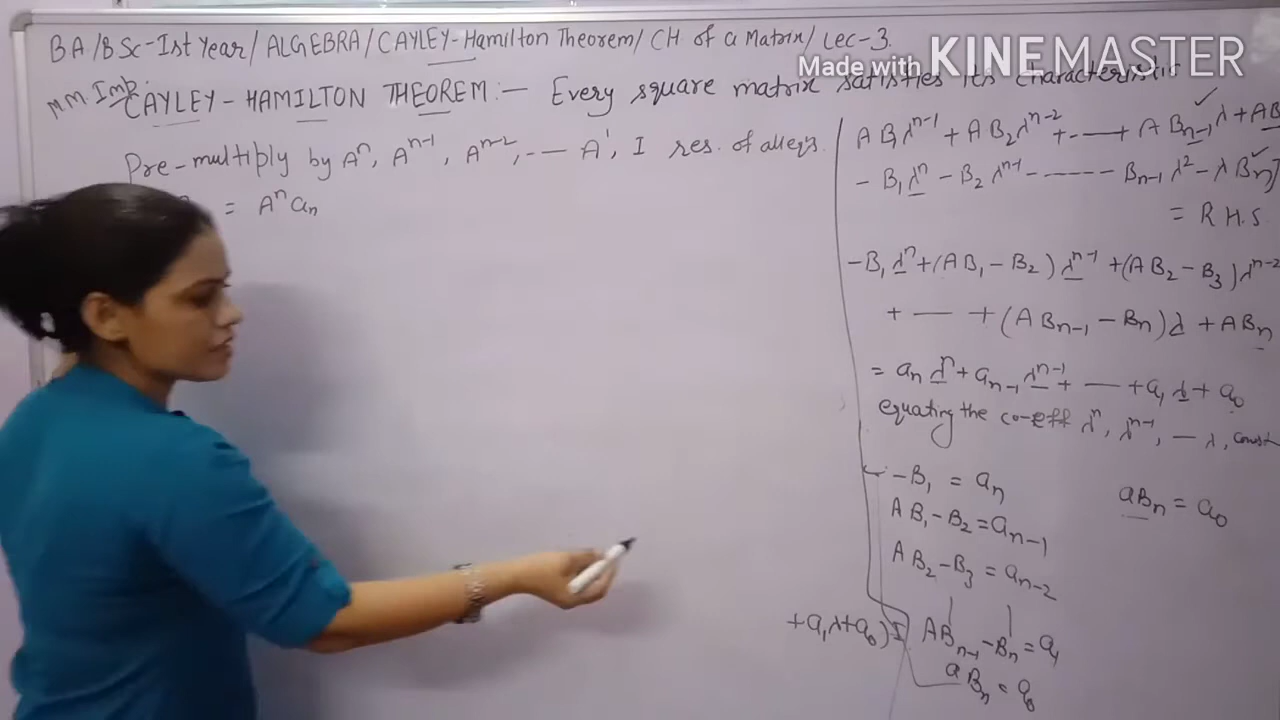 BA/BSc-Ist Year/ALGEBRA/CAYLEY-Hamilton Theorem/CH. of a Matrix/Lec-3.
Made with KINEMASTER
M.M. Imp.
CAYLEY-HAMILTON THEOREM:- Every square matrix satisfies its characteristic
Pre-multiply by Aⁿ, Aⁿ⁻¹, Aⁿ⁻², --- A¹, I res. of all eqⁿs.
= Aⁿ aₙ
AB₁λⁿ⁻¹ + AB₂λⁿ⁻² + --- + ABₙ₋₁λ + AB
- B₁λⁿ - B₂λⁿ⁻¹ ------ Bₙ₋₁λ² - λBₙ]
= R.H.S.
-B₁λⁿ + (AB₁ - B₂)λⁿ⁻¹ + (AB₂ - B₃)λⁿ⁻²
+ --- + (ABₙ₋₁ - Bₙ)λ + ABₙ
= aₙλⁿ + aₙ₋₁λⁿ⁻¹ + --- + a₁λ + a₀
equating the co-eff λⁿ, λⁿ⁻¹, -- λ, const
-B₁ = aₙ
AB₁ - B₂ = aₙ₋₁
AB₂ - B₃ = aₙ₋₂
aBₙ = a₀
+a₁λ+a₀)I
ABₙ₋₁ - Bₙ = a₁
aBₙ = a₀